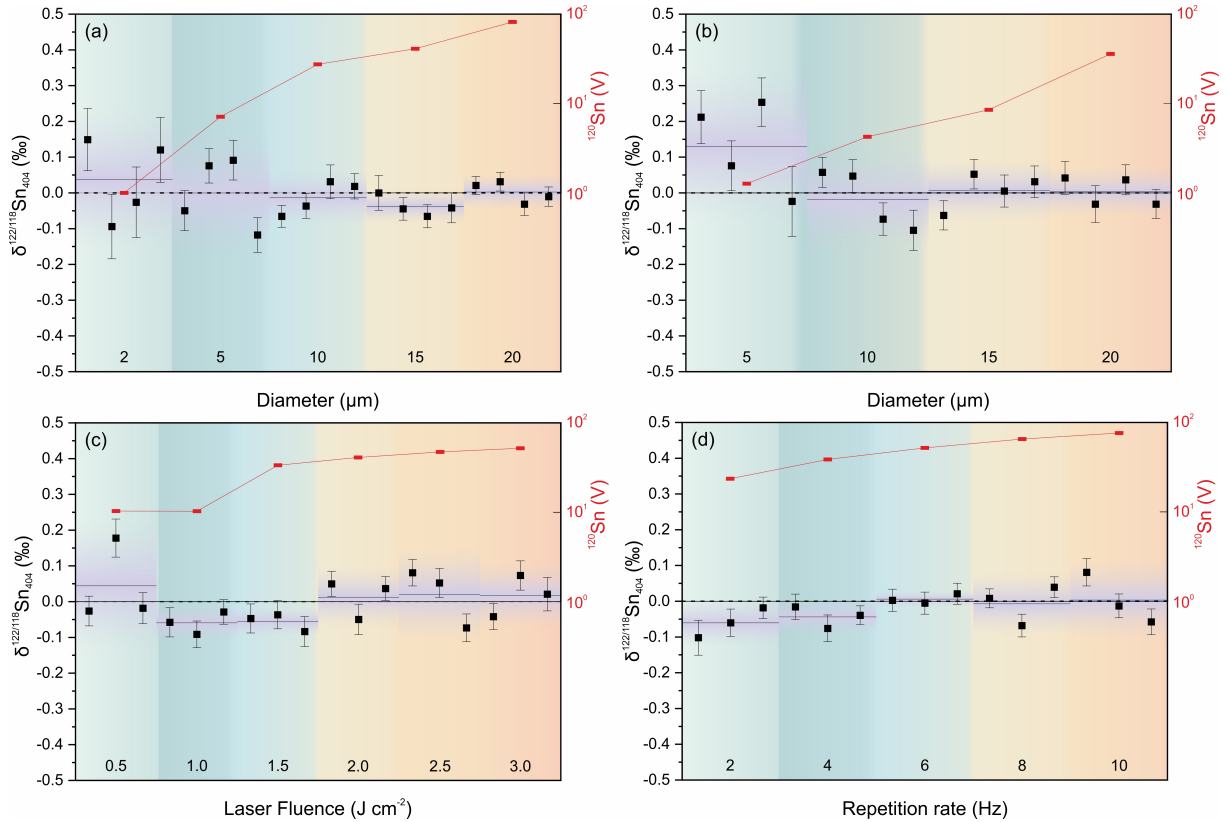 (a)
0.5
0.4
0.3
0.2
0.1
0.0
-0.1
-0.2
-0.3
-0.4
-0.5
δ122/118Sn404 (‰)
2 5 10 15 20
Diameter (μm)
10² 10¹ 10⁰
120Sn (V)
(b)
0.5
0.4
0.3
0.2
0.1
0.0
-0.1
-0.2
-0.3
-0.4
-0.5
δ122/118Sn404 (‰)
5 10 15 20
Diameter (μm)
10² 10¹ 10⁰
120Sn (V)
(c)
0.5
0.4
0.3
0.2
0.1
0.0
-0.1
-0.2
-0.3
-0.4
-0.5
δ122/118Sn404 (‰)
0.5 1.0 1.5 2.0 2.5 3.0
Laser Fluence (J cm-2)
10² 10¹ 10⁰
120Sn (V)
(d)
0.5
0.4
0.3
0.2
0.1
0.0
-0.1
-0.2
-0.3
-0.4
-0.5
δ122/118Sn404 (‰)
2 4 6 8 10
Repetition rate (Hz)
10² 10¹ 10⁰
120Sn (V)